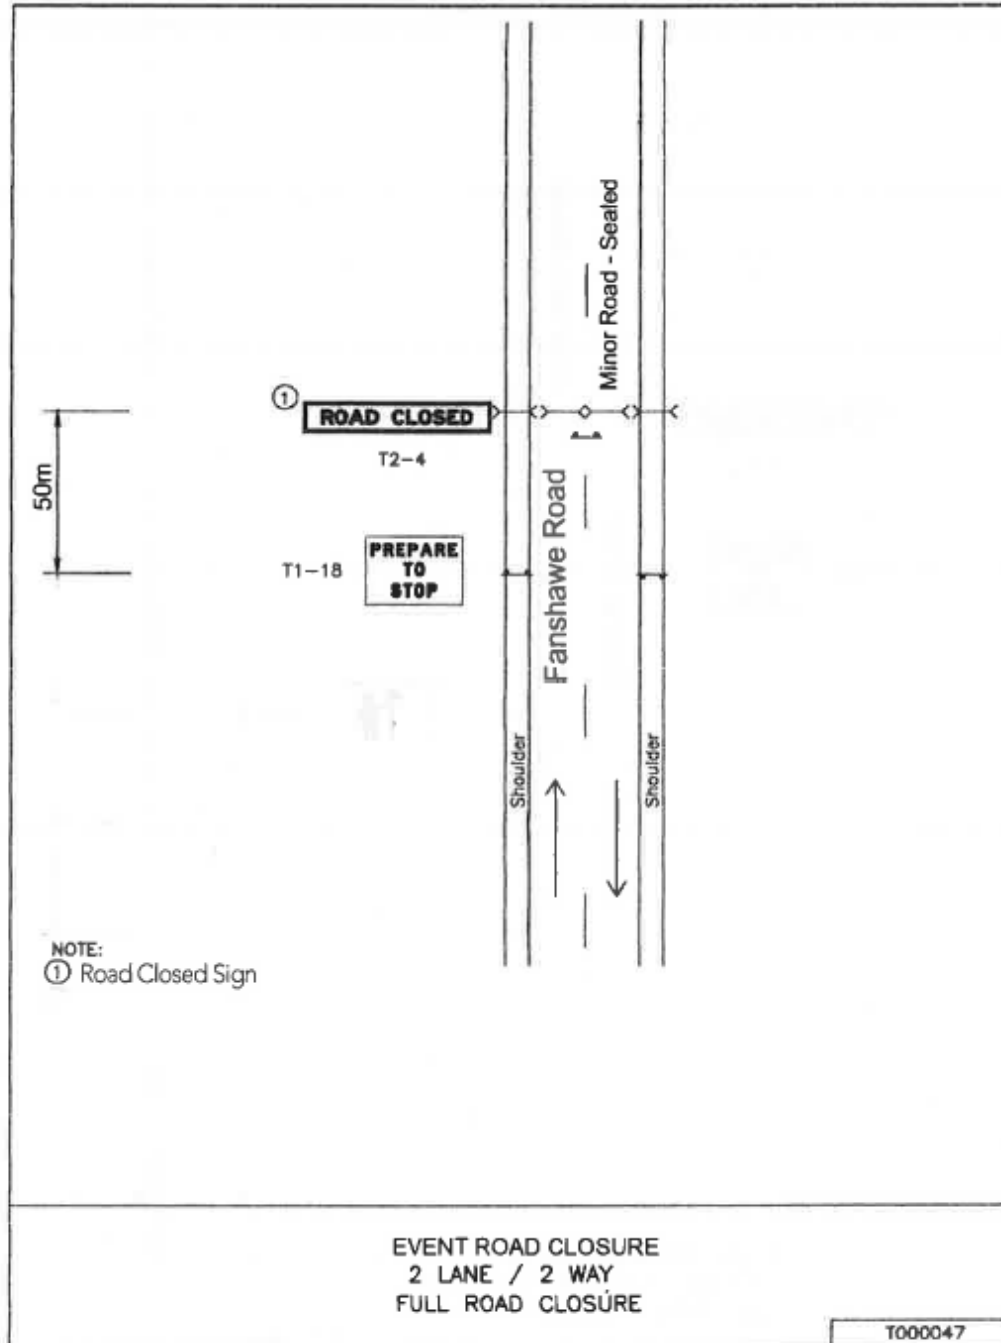 Minor Road - Sealed
①
ROAD CLOSED
T2-4
50m
Fanshawe Road
T1-18
PREPARE
TO
STOP
Shoulder
Shoulder
NOTE:
① Road Closed Sign
EVENT ROAD CLOSURE
2 LANE / 2 WAY
FULL ROAD CLOSURE
T000047